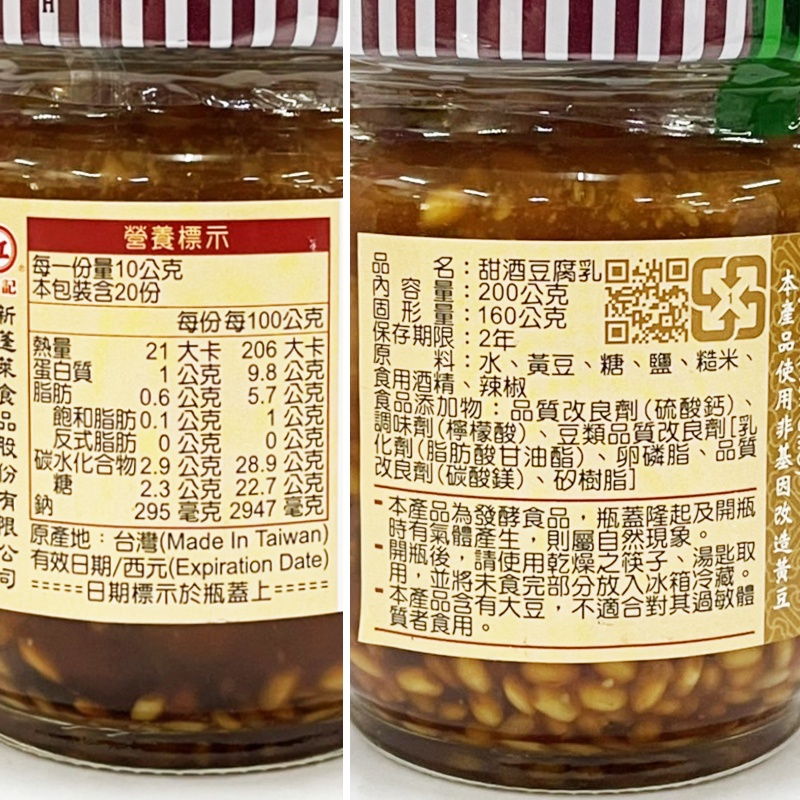 H
紅
記
新蓬萊食品股份有限公司
營養標示
每一份量10公克
本包裝含20份
每份 每100公克
熱量 21 大卡 206 大卡
蛋白質 1 公克 9.8 公克
脂肪 0.6 公克 5.7 公克
飽和脂肪 0.1 公克 1 公克
反式脂肪 0 公克 0 公克
碳水化合物 2.9 公克 28.9 公克
糖 2.3 公克 22.7 公克
鈉 295 毫克 2947 毫克
原產地：台灣(Made In Taiwan)
有效日期/西元(Expiration Date)
=====日期標示於瓶蓋上=====
品名：甜酒豆腐乳
內容量：200公克
固形量：160公克
保存期限：2年
原料：水、黃豆、糖、鹽、糙米、
食用酒精、辣椒
食品添加物：品質改良劑(硫酸鈣)、
調味劑(檸檬酸)、豆類品質改良劑[乳
化劑(脂肪酸甘油酯)、卵磷脂、品質
改良劑(碳酸鎂)、矽樹脂]
-本產品為發酵食品，瓶蓋隆起及開瓶
時有氣體產生，則屬自然現象。
-開瓶後，請使用乾燥之筷子、湯匙取
用，並將未食完部分放入冰箱冷藏。
-本產品含有大豆，不適合對其過敏體
質者食用。
本產品使用非基因改造黃豆